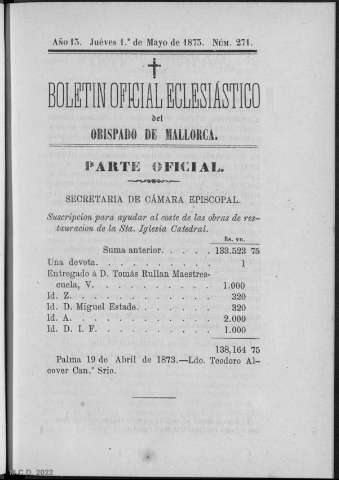 Año 13. Juéves 1.º de Mayo de 1873. NÚM. 271.
BOLETIN OFICIAL ECLESIÁSTICO
del
OBISPADO DE MALLORCA.
PARTE OFICIAL.
SECRETARIA DE CÁMARA EPISCOPAL.
Suscripcion para ayudar al coste de las obras de res-
tauracion de la Sta. Iglesia Catedral.
Rs. vn.
Suma anterior. . . . . 133.523 75
Una devota. . . . . . . . . . 1
Entregado á D. Tomás Rullan Maestres-
cuela, V. . . . . . . . . . 1.000
Id. Z. . . . . . . . . . . 320
Id. D. Miguel Estade. . . . . . 320
Id. A. . . . . . . . . . . 2.000
Id. D. I. F. . . . . . . . . 1.000
138,164 75
Palma 19 de Abril de 1873.—Ldo. Teodoro Al-
cover Can.º Srio.
A.C.D. 2022